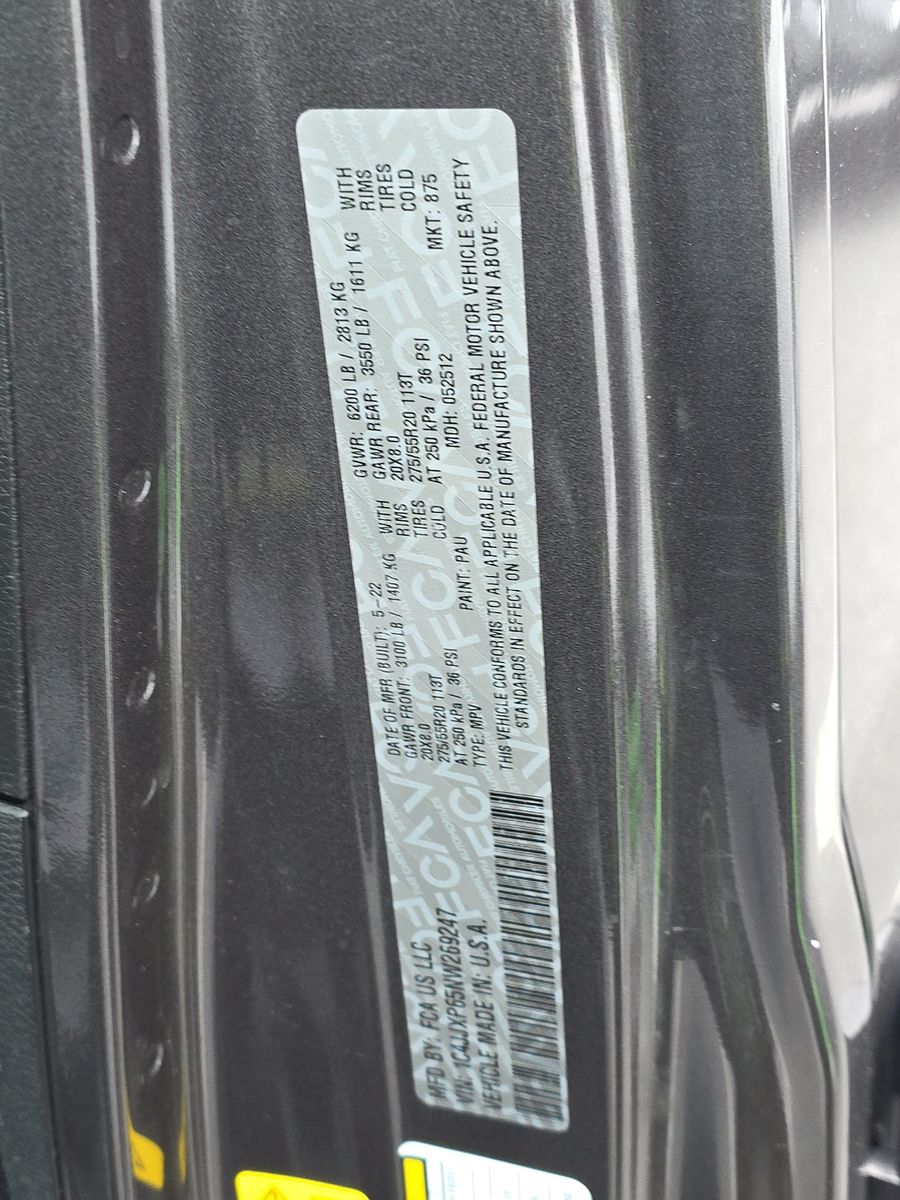 MFD BY: FCA US LLC
DATE OF MFR (BUILT): 5-22
GVWR: 6200 LB / 2813 KG
VIN: 1C4JJXP65NW269247
GAWR FRONT: 3100 LB / 1407 KG WITH
GAWR REAR: 3550 LB / 1611 KG WITH
VEHICLE MADE IN: U.S.A.
20X8.0 RIMS
20X8.0 RIMS
275/55R20 113T TIRES
275/55R20 113T TIRES
AT 250 kPa / 36 PSI COLD
AT 250 kPa / 36 PSI COLD
TYPE: MPV PAINT: PAU MDH: 052512 MKT: 875
THIS VEHICLE CONFORMS TO ALL APPLICABLE U.S.A. FEDERAL MOTOR VEHICLE SAFETY
STANDARDS IN EFFECT ON THE DATE OF MANUFACTURE SHOWN ABOVE.